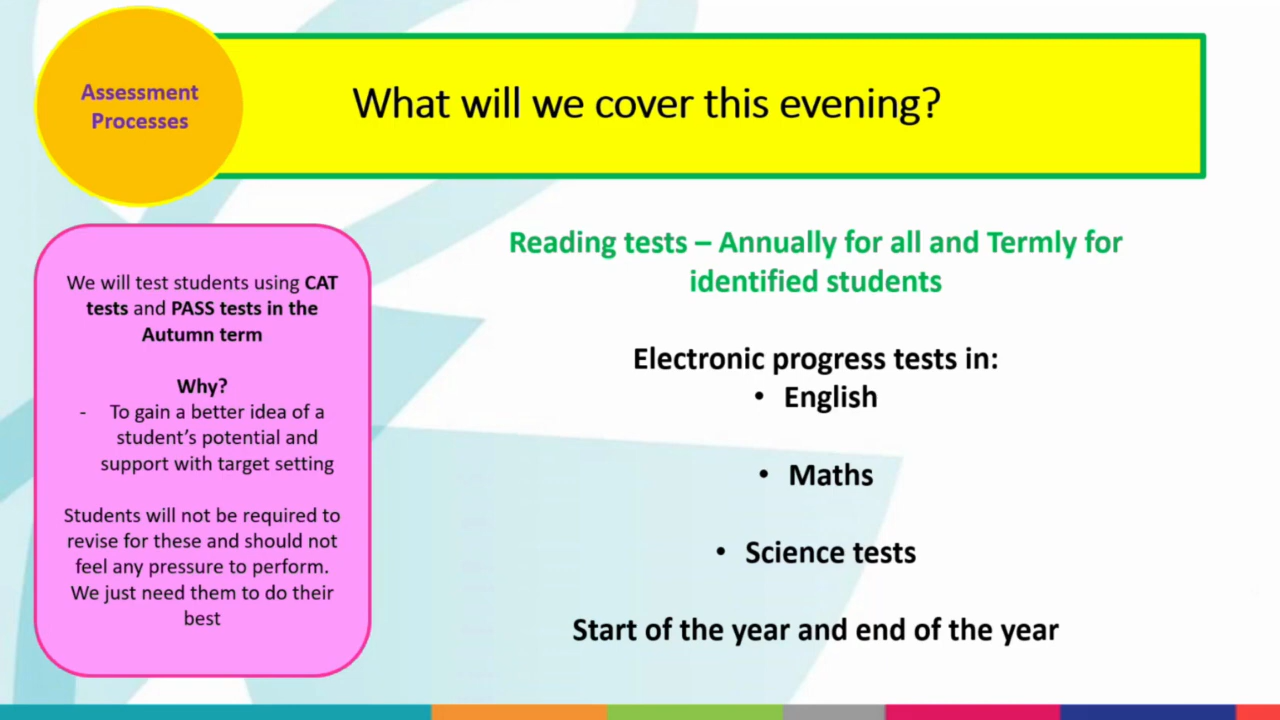 Assessment
Processes
What will we cover this evening?
We will test students using CAT
tests and PASS tests in the
Autumn term
Why?
- To gain a better idea of a
student's potential and
support with target setting
Students will not be required to
revise for these and should not
feel any pressure to perform.
We just need them to do their
best
Reading tests – Annually for all and Termly for
identified students
Electronic progress tests in:
• English
• Maths
• Science tests
Start of the year and end of the year